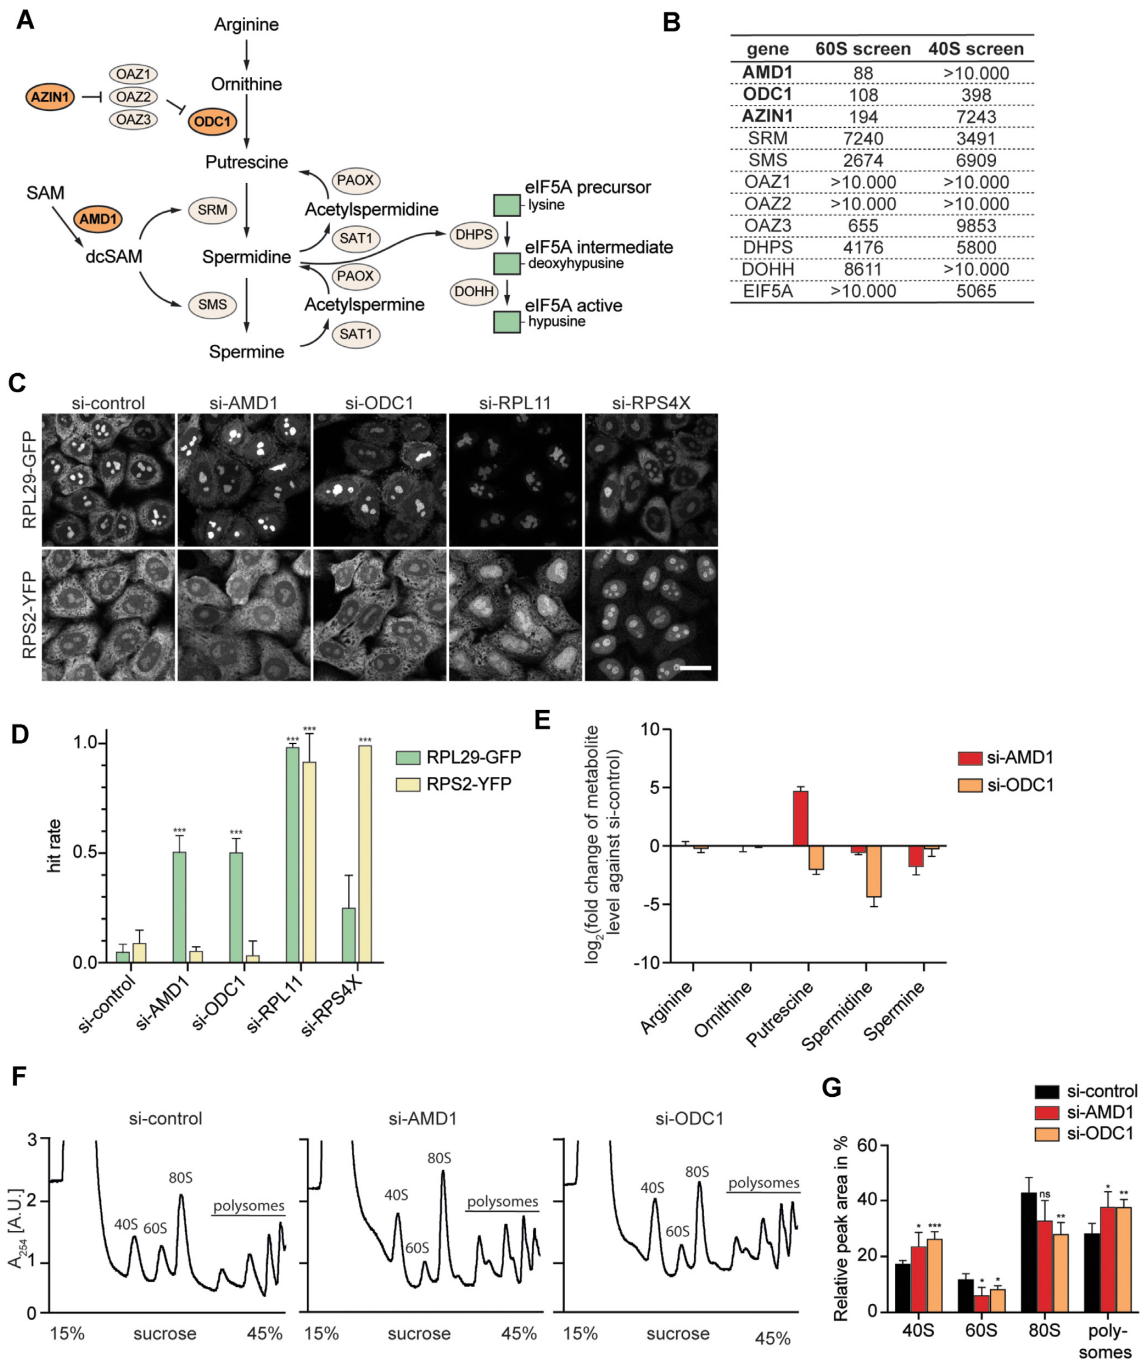 A
Arginine
Ornithine
OAZ1
OAZ2
OAZ3
AZIN1
ODC1
Putrescine
SAM
AMD1
dcSAM
SRM
SMS
Spermidine
Spermine
PAOX
Acetylspermidine
SAT1
PAOX
Acetylspermine
SAT1
DHPS
DOHH
eIF5A precursor
lysine
eIF5A intermediate
deoxyhypusine
eIF5A active
hypusine
B
gene 60S screen 40S screen
AMD1 88 >10.000
ODC1 108 398
AZIN1 194 7243
SRM 7240 3491
SMS 2674 6909
OAZ1 >10.000 >10.000
OAZ2 >10.000 >10.000
OAZ3 655 9853
DHPS 4176 5800
DOHH 8611 >10.000
EIF5A >10.000 5065
C
si-control si-AMD1 si-ODC1 si-RPL11 si-RPS4X
RPL29-GFP
RPS2-YFP
D
hit rate
1.0
0.5
0.0
*** *** *** *** ***
RPL29-GFP
RPS2-YFP
si-control si-AMD1 si-ODC1 si-RPL11 si-RPS4X
E
log2(fold change of metabolite
level against si-control)
10
5
0
-5
-10
si-AMD1
si-ODC1
Arginine Ornithine Putrescine Spermidine Spermine
F
si-control si-AMD1 si-ODC1
A254 [A.U.]
3
2
1
0
40S 60S 80S polysomes
40S 60S 80S polysomes
40S 60S 80S polysomes
15% sucrose 45%
15% sucrose 45%
15% sucrose 45%
G
si-control
si-AMD1
si-ODC1
Relative peak area in %
60
40
20
0
* *** * * ns ** * **
40S 60S 80S poly-
somes